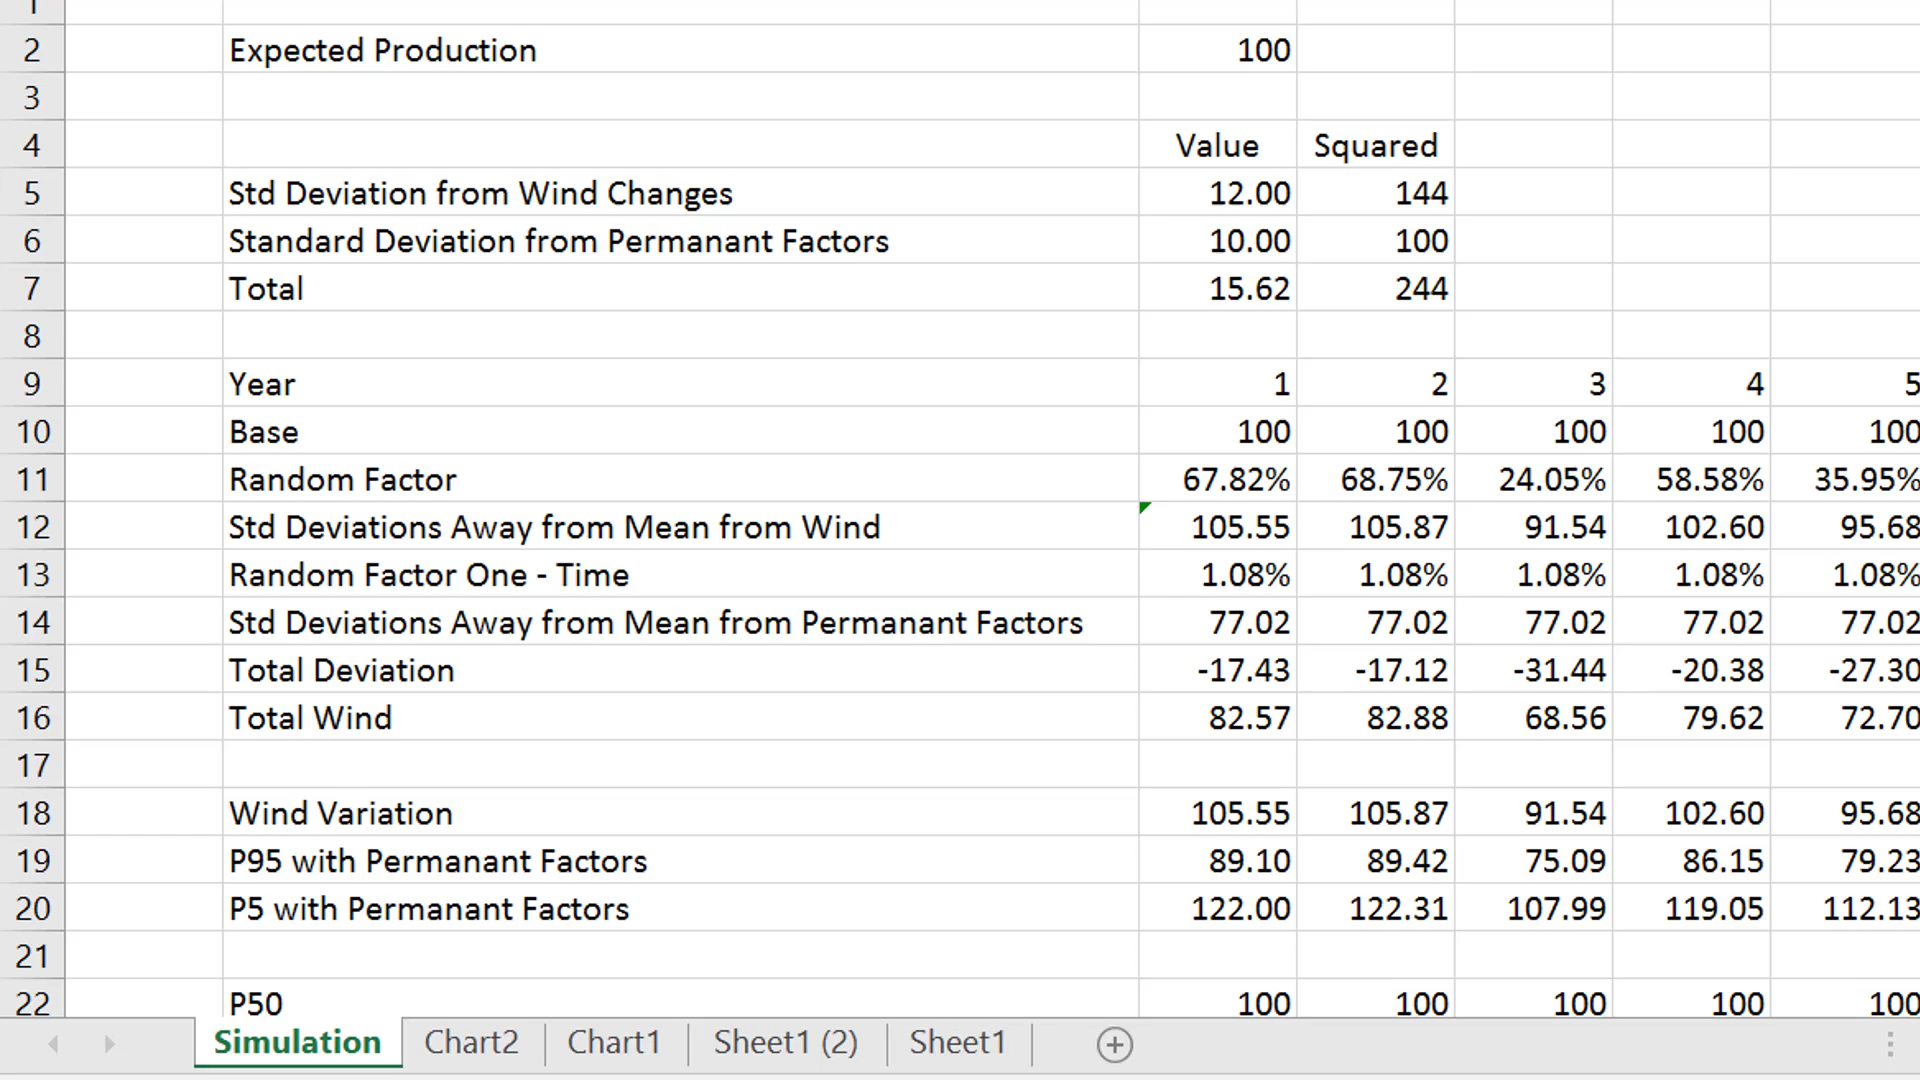 1
2 Expected Production 100
3
4 Value Squared
5 Std Deviation from Wind Changes 12.00 144
6 Standard Deviation from Permanant Factors 10.00 100
7 Total 15.62 244
8
9 Year 1 2 3 4 5
10 Base 100 100 100 100 100
11 Random Factor 67.82% 68.75% 24.05% 58.58% 35.95%
12 Std Deviations Away from Mean from Wind 105.55 105.87 91.54 102.60 95.68
13 Random Factor One - Time 1.08% 1.08% 1.08% 1.08% 1.08%
14 Std Deviations Away from Mean from Permanant Factors 77.02 77.02 77.02 77.02 77.02
15 Total Deviation -17.43 -17.12 -31.44 -20.38 -27.30
16 Total Wind 82.57 82.88 68.56 79.62 72.70
17
18 Wind Variation 105.55 105.87 91.54 102.60 95.68
19 P95 with Permanant Factors 89.10 89.42 75.09 86.15 79.23
20 P5 with Permanant Factors 122.00 122.31 107.99 119.05 112.13
21
22 P50 100 100 100 100 100
Simulation Chart2 Chart1 Sheet1 (2) Sheet1